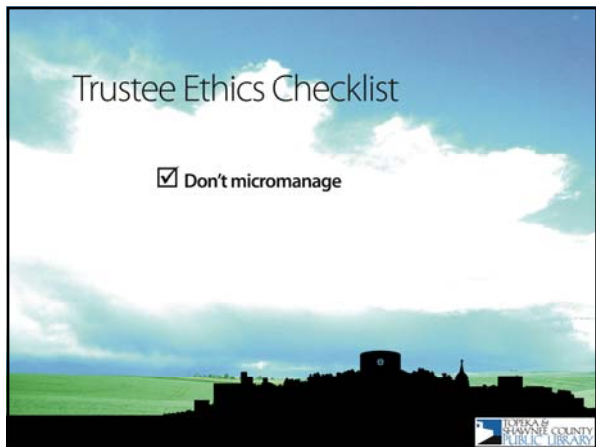 Trustee Ethics Checklist
☑ Don't micromanage
TOPEKA &
SHAWNEE COUNTY
PUBLIC LIBRARY